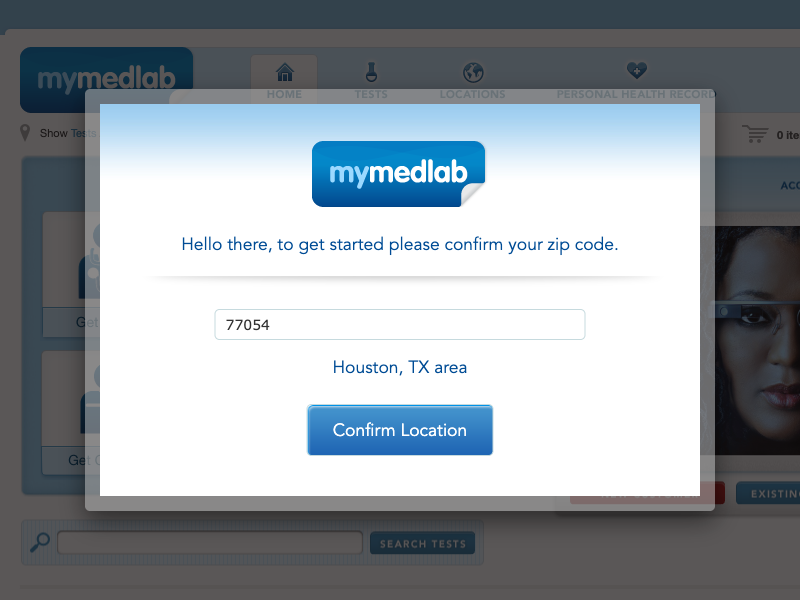 mymedlab
HOME
TESTS
LOCATIONS
PERSONAL HEALTH RECORD
Show Tests
0 ite
ACC
mymedlab
Hello there, to get started please confirm your zip code.
77054
Houston, TX area
Confirm Location
Get
Get
EXISTING
SEARCH TESTS